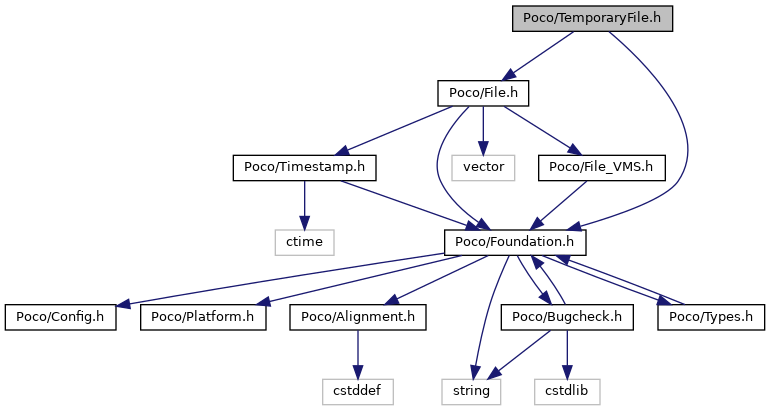 Poco/TemporaryFile.h
Poco/File.h
Poco/Timestamp.h
vector
Poco/File_VMS.h
ctime
Poco/Foundation.h
Poco/Config.h
Poco/Platform.h
Poco/Alignment.h
Poco/Bugcheck.h
Poco/Types.h
cstddef
string
cstdlib